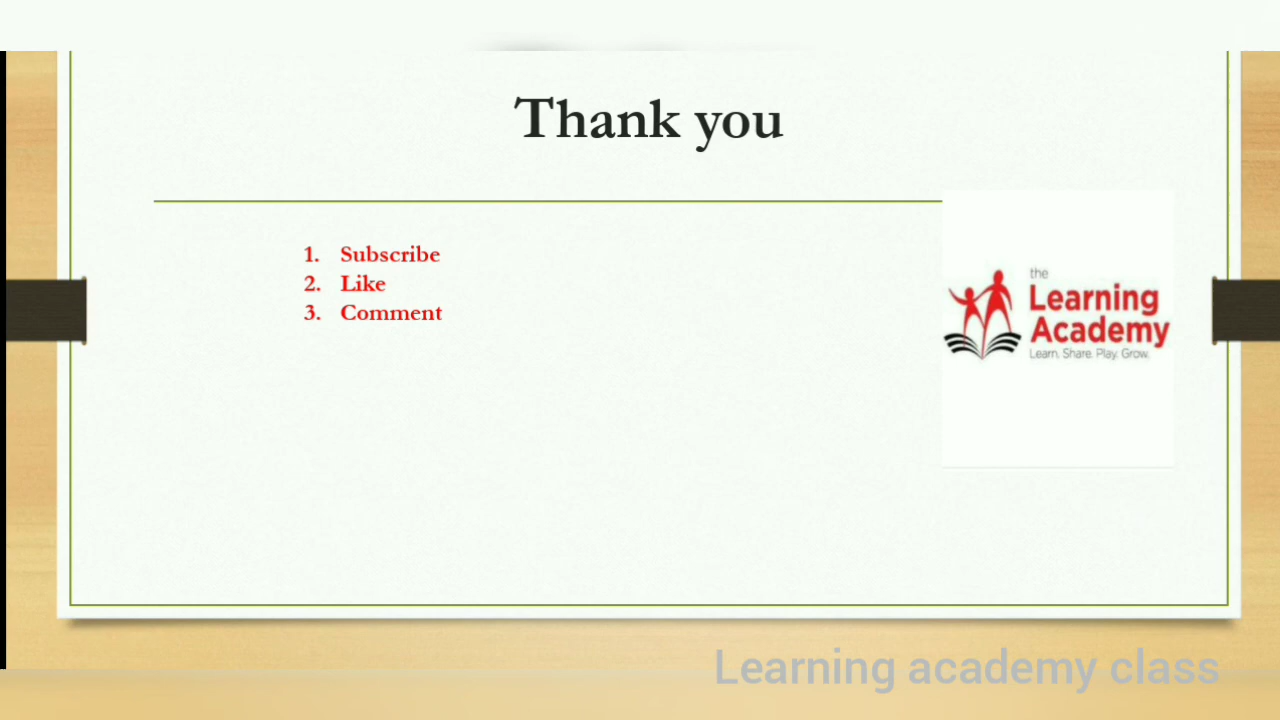 Thank you
1. Subscribe
2. Like
3. Comment
the
Learning
Academy
Learn. Share. Play. Grow.
Learning academy class